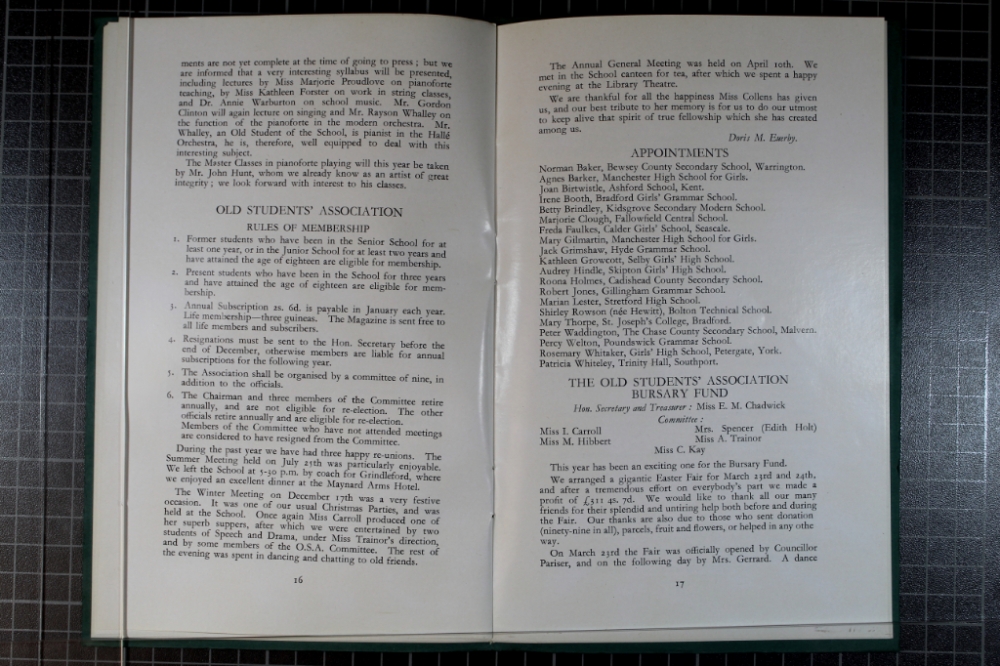 ments are not yet complete at the time of going to press ; but we
are informed that a very interesting syllabus will be presented,
including lectures by Miss Marjorie Proudlove on pianoforte
teaching, by Miss Kathleen Forster on work in string classes,
and Dr. Annie Warburton on school music. Mr. Gordon
Clinton will again lecture on singing and Mr. Rayson Whalley on
the function of the pianoforte in the modern orchestra. Mr.
Whalley, an Old Student of the School, is pianist in the Hallé
Orchestra, he is, therefore, well equipped to deal with this
interesting subject.
The Master Classes in pianoforte playing will this year be taken
by Mr. John Hunt, whom we already know as an artist of great
integrity ; we look forward with interest to his classes.
OLD STUDENTS' ASSOCIATION
RULES OF MEMBERSHIP
1. Former students who have been in the Senior School for at
least one year, or in the Junior School for at least two years and
have attained the age of eighteen are eligible for membership.
2. Present students who have been in the School for three years
and have attained the age of eighteen are eligible for mem-
bership.
3. Annual Subscription 2s. 6d. is payable in January each year.
Life membership—three guineas. The Magazine is sent free to
all life members and subscribers.
4. Resignations must be sent to the Hon. Secretary before the
end of December, otherwise members are liable for annual
subscriptions for the following year.
5. The Association shall be organised by a committee of nine, in
addition to the officials.
6. The Chairman and three members of the Committee retire
annually, and are not eligible for re-election. The other
officials retire annually and are eligible for re-election.
Members of the Committee who have not attended meetings
are considered to have resigned from the Committee.
During the past year we have had three happy re-unions. The
Summer Meeting held on July 25th was particularly enjoyable.
We left the School at 5-30 p.m. by coach for Grindleford, where
we enjoyed an excellent dinner at the Maynard Arms Hotel.
The Winter Meeting on December 17th was a very festive
occasion. It was one of our usual Christmas Parties, and was
held at the School. Once again Miss Carroll produced one of
her superb suppers, after which we were entertained by two
students of Speech and Drama, under Miss Trainor's direction,
and by some members of the O.S.A. Committee. The rest of
the evening was spent in dancing and chatting to old friends.
16
The Annual General Meeting was held on April 10th. We
met in the School canteen for tea, after which we spent a happy
evening at the Library Theatre.
We are thankful for all the happiness Miss Collens has given
us, and our best tribute to her memory is for us to do our utmost
to keep alive that spirit of true fellowship which she has created
among us.
Doris M. Euerby.
APPOINTMENTS
Norman Baker, Bewsey County Secondary School, Warrington.
Agnes Barker, Manchester High School for Girls.
Joan Birtwistle, Ashford School, Kent.
Irene Booth, Bradford Girls' Grammar School.
Betty Brindley, Kidsgrove Secondary Modern School.
Marjorie Clough, Fallowfield Central School.
Freda Faulkes, Calder Girls' School, Seascale.
Mary Gilmartin, Manchester High School for Girls.
Jack Grimshaw, Hyde Grammar School.
Kathleen Growcott, Selby Girls' High School.
Audrey Hindle, Skipton Girls' High School.
Roona Holmes, Cadishead County Secondary School.
Robert Jones, Gillingham Grammar School.
Marian Lester, Stretford High School.
Shirley Rowson (née Hewitt), Bolton Technical School.
Mary Thorpe, St. Joseph's College, Bradford.
Peter Waddington, The Chase County Secondary School, Malvern.
Percy Welton, Poundswick Grammar School.
Rosemary Whitaker, Girls' High School, Petergate, York.
Patricia Whiteley, Trinity Hall, Southport.
THE OLD STUDENTS' ASSOCIATION
BURSARY FUND
Hon. Secretary and Treasurer : Miss E. M. Chadwick
Committee :
Miss I. Carroll Mrs. Spencer (Edith Holt)
Miss M. Hibbert Miss A. Trainor
Miss C. Kay
This year has been an exciting one for the Bursary Fund.
We arranged a gigantic Easter Fair for March 23rd and 24th,
and after a tremendous effort on everybody's part we made a
profit of £511 4s. 7d. We would like to thank all our many
friends for their splendid and untiring help both before and during
the Fair. Our thanks are also due to those who sent donation
(ninety-nine in all), parcels, fruit and flowers, or helped in any othe
way.
On March 23rd the Fair was officially opened by Councillor
Pariser, and on the following day by Mrs. Gerrard. A dance
17